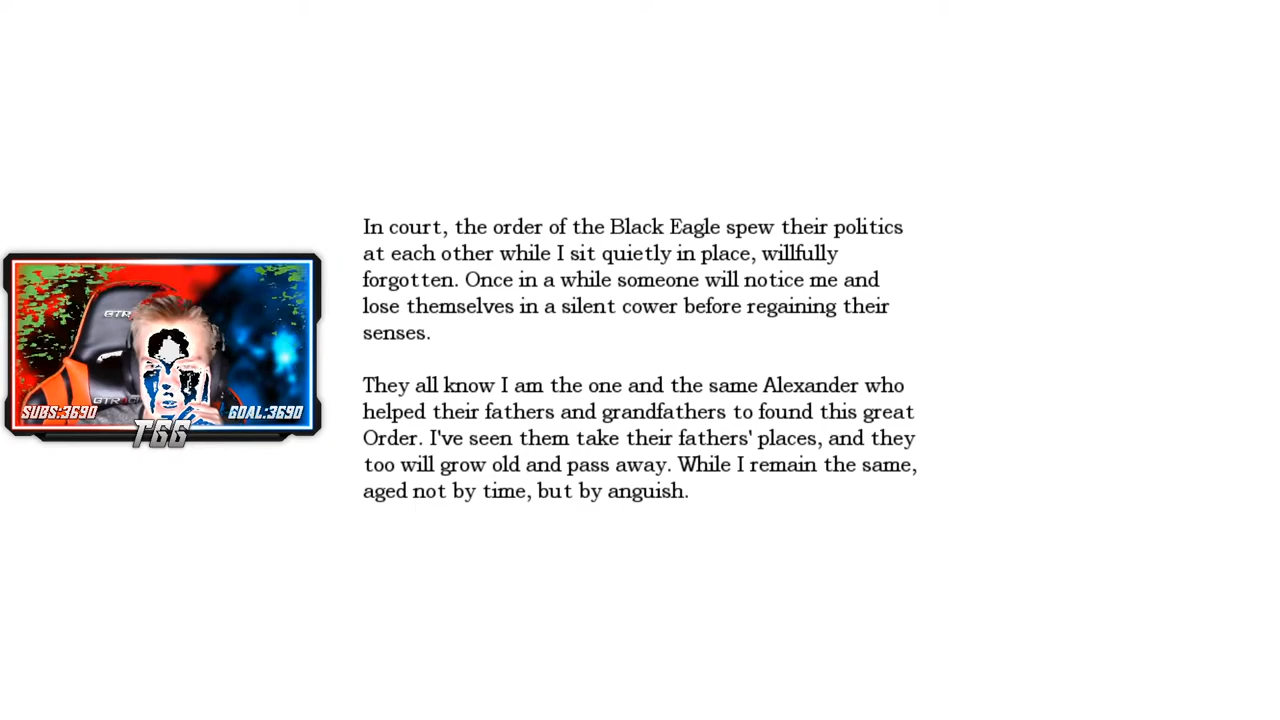 In court, the order of the Black Eagle spew their politics
at each other while I sit quietly in place, willfully
forgotten. Once in a while someone will notice me and
lose themselves in a silent cower before regaining their
senses.
They all know I am the one and the same Alexander who
helped their fathers and grandfathers to found this great
Order. I've seen them take their fathers' places, and they
too will grow old and pass away. While I remain the same,
aged not by time, but by anguish.
SUBS:3690
GOAL:3690
T66